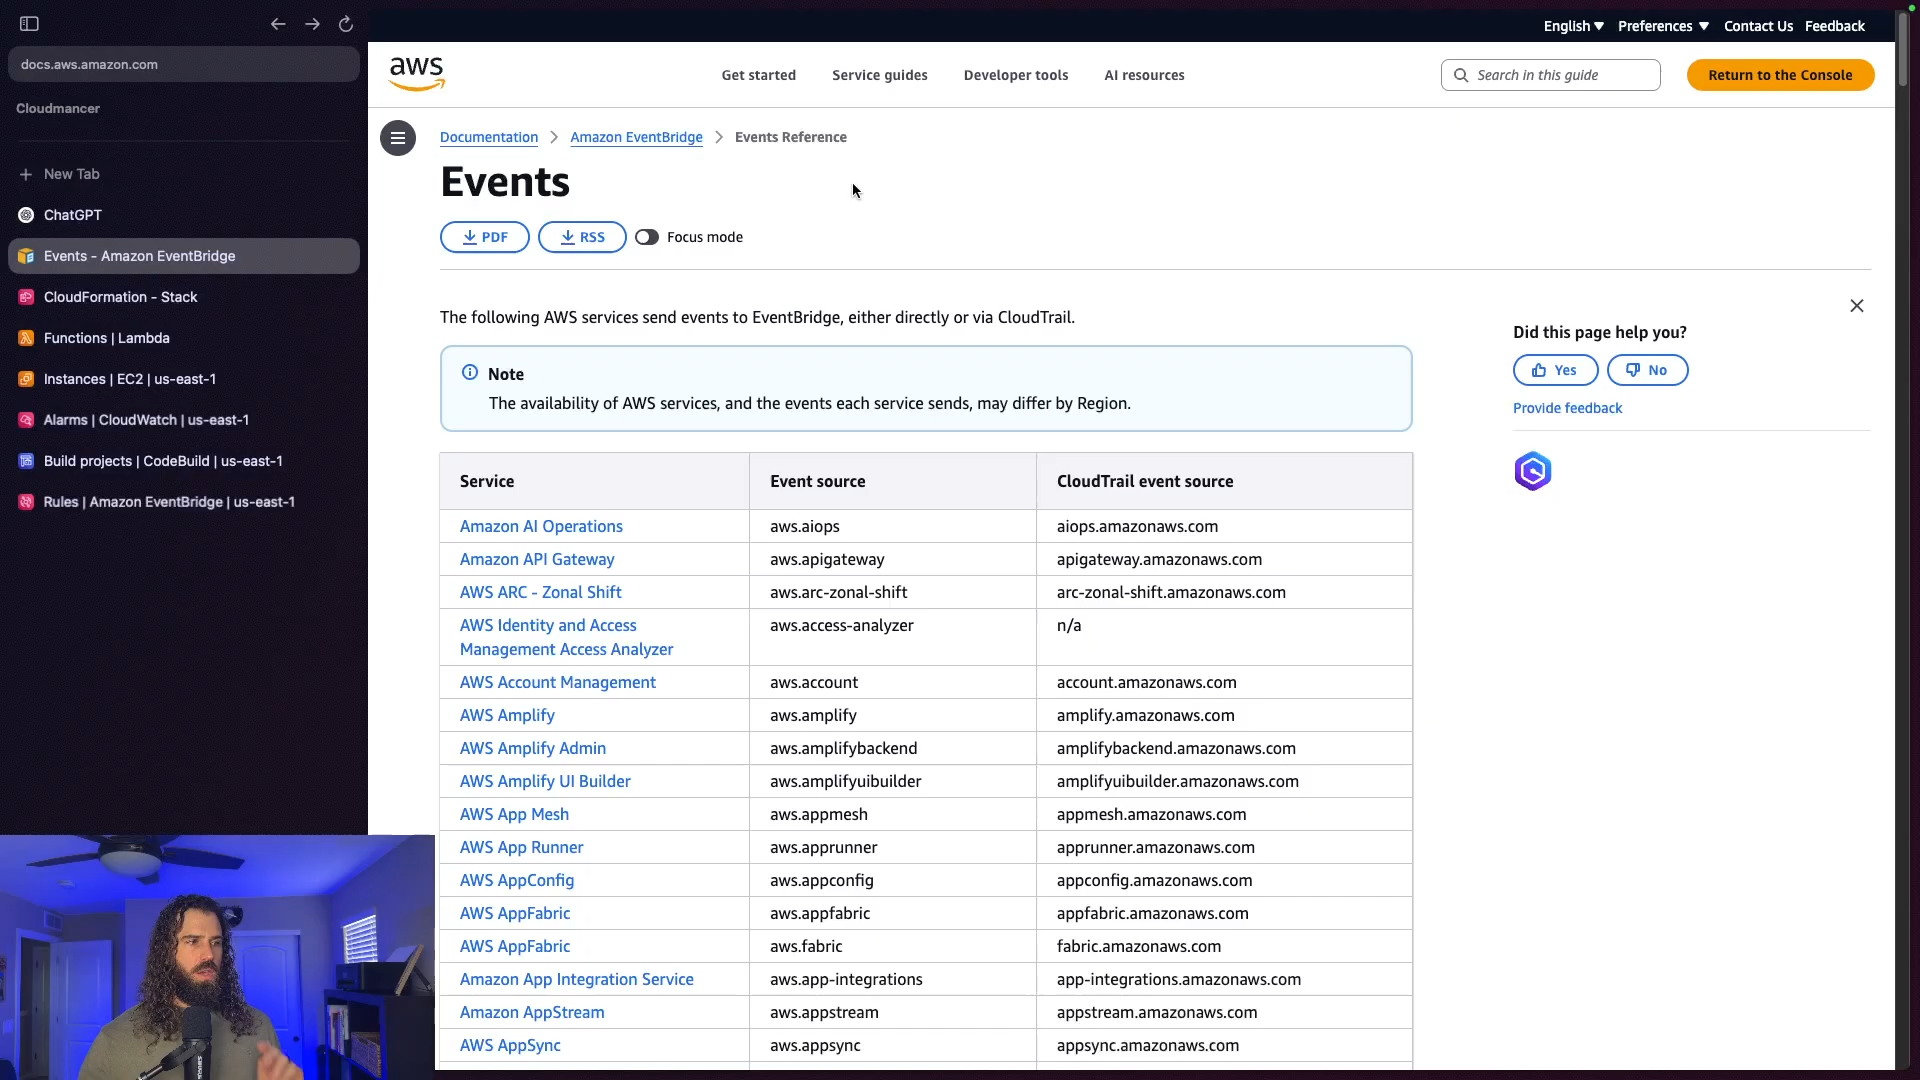 docs.aws.amazon.com
Cloudmancer
New Tab
ChatGPT
Events - Amazon EventBridge
CloudFormation - Stack
Functions | Lambda
Instances | EC2 | us-east-1
Alarms | CloudWatch | us-east-1
Build projects | CodeBuild | us-east-1
Rules | Amazon EventBridge | us-east-1
English Preferences Contact Us Feedback
aws
Get started Service guides Developer tools AI resources
Search in this guide
Return to the Console
Documentation Amazon EventBridge Events Reference
Events
PDF RSS Focus mode
The following AWS services send events to EventBridge, either directly or via CloudTrail.
Note
The availability of AWS services, and the events each service sends, may differ by Region.
Did this page help you?
Yes No
Provide feedback
Service Event source CloudTrail event source
Amazon AI Operations aws.aiops aiops.amazonaws.com
Amazon API Gateway aws.apigateway apigateway.amazonaws.com
AWS ARC - Zonal Shift aws.arc-zonal-shift arc-zonal-shift.amazonaws.com
AWS Identity and Access aws.access-analyzer n/a
Management Access Analyzer
AWS Account Management aws.account account.amazonaws.com
AWS Amplify aws.amplify amplify.amazonaws.com
AWS Amplify Admin aws.amplifybackend amplifybackend.amazonaws.com
AWS Amplify UI Builder aws.amplifyuibuilder amplifyuibuilder.amazonaws.com
AWS App Mesh aws.appmesh appmesh.amazonaws.com
AWS App Runner aws.apprunner apprunner.amazonaws.com
AWS AppConfig aws.appconfig appconfig.amazonaws.com
AWS AppFabric aws.appfabric appfabric.amazonaws.com
AWS AppFabric aws.fabric fabric.amazonaws.com
Amazon App Integration Service aws.app-integrations app-integrations.amazonaws.com
Amazon AppStream aws.appstream appstream.amazonaws.com
AWS AppSync aws.appsync appsync.amazonaws.com